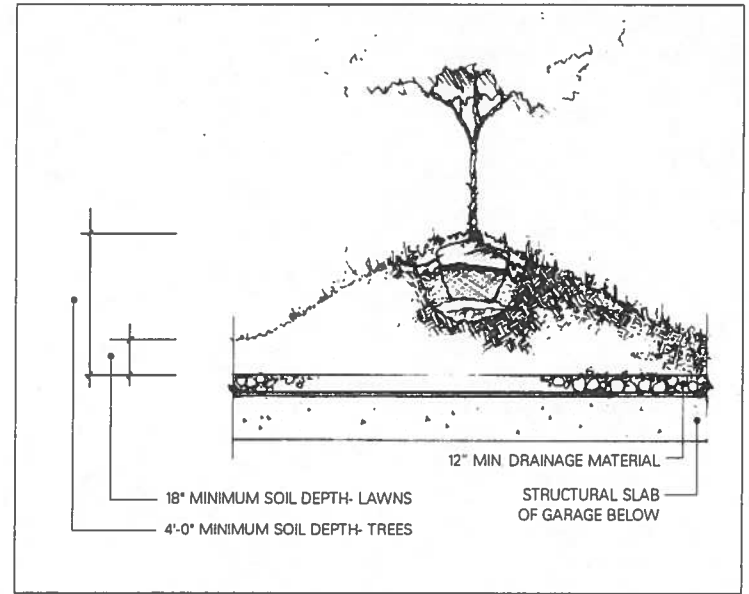 12" MIN DRAINAGE MATERIAL
18" MINIMUM SOIL DEPTH- LAWNS
STRUCTURAL SLAB
OF GARAGE BELOW
4'-0" MINIMUM SOIL DEPTH- TREES